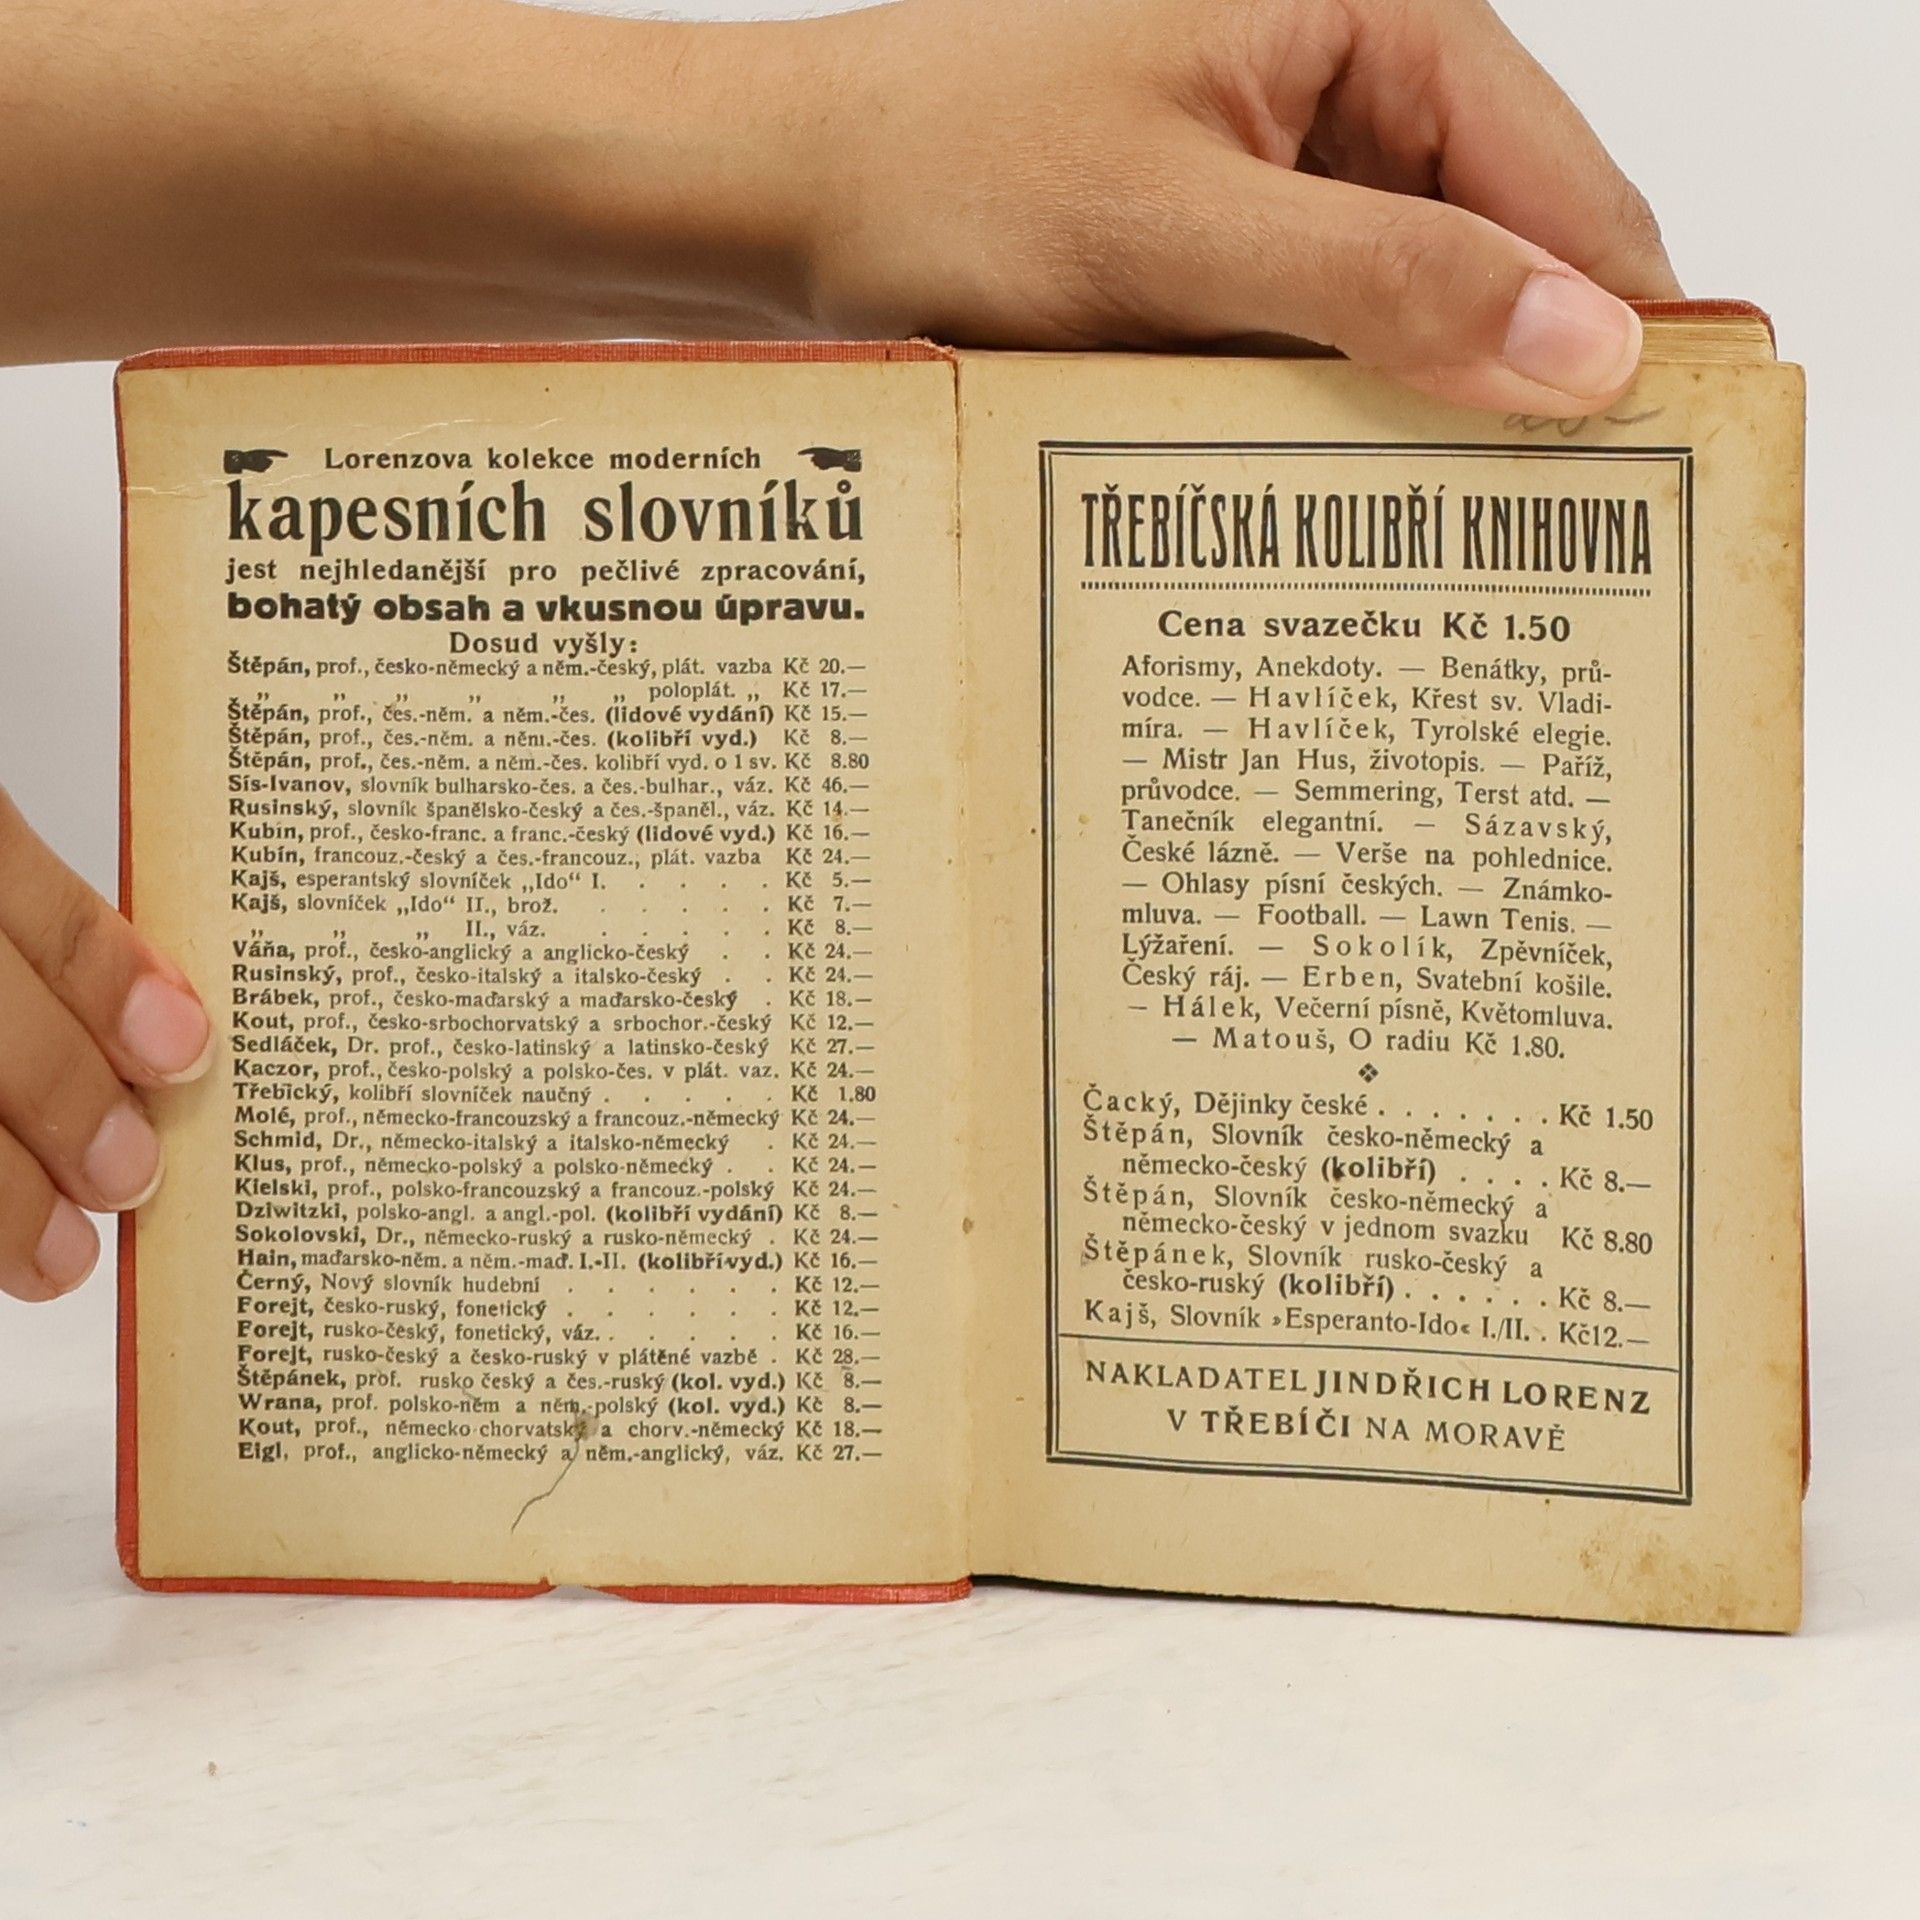 Lorenzova kolekce moderních
kapesních slovníků
jest nejhledanější pro pečlivé zpracování,
bohatý obsah a vkusnou úpravu.
Dosud vyšly:
Štěpán, prof., česko-německý a něm.-český, plát. vazba Kč 20.—
„ „ „ „ „ „ poloplát. „ Kč 17.—
Štěpán, prof., čes.-něm. a něm.-čes. (lidové vydání) Kč 15.—
Štěpán, prof., čes.-něm. a něm.-čes. (kolibří vyd.) Kč 8.—
Štěpán, prof., čes.-něm. a něm.-čes. kolibří vyd. o 1 sv. Kč 8.80
Sís-Ivanov, slovník bulharsko-čes. a čes.-bulhar., váz. Kč 46.—
Rusinský, slovník španělsko-český a čes.-španěl., váz. Kč 14.—
Kubín, prof., česko-franc. a franc.-český (lidové vyd.) Kč 16.—
Kubín, francouz.-český a čes.-francouz., plát. vazba Kč 24.—
Kajš, esperantský slovníček „Ido“ I. . . . . Kč 5.—
Kajš, slovníček „Ido“ II., brož. . . . . . Kč 7.—
„ „ „ II., váz. . . . . . Kč 8.—
Váňa, prof., česko-anglický a anglicko-český . . Kč 24.—
Rusinský, prof., česko-italský a italsko-český . . Kč 24.—
Brábek, prof., česko-maďarský a maďarsko-český . Kč 18.—
Kout, prof., česko-srbochorvatský a srbochor.-český Kč 12.—
Sedláček, Dr. prof., česko-latinský a latinsko-český Kč 27.—
Kaczor, prof., česko-polský a polsko-čes. v plát. vaz. Kč 24.—
Třebický, kolibří slovníček naučný . . . . . Kč 1.80
Molé, prof., německo-francouzský a francouz.-německý Kč 24.—
Schmid, Dr., německo-italský a italsko-německý . Kč 24.—
Klus, prof., německo-polský a polsko-německý . . Kč 24.—
Kielski, prof., polsko-francouzský a francouz.-polský Kč 24.—
Dziwitzki, polsko-angl. a angl.-pol. (kolibří vydání) Kč 8.—
Sokolovski, Dr., německo-ruský a rusko-německý . Kč 24.—
Hain, maďarsko-něm. a něm.-maď. I.-II. (kolibří vyd.) Kč 16.—
Černý, Nový slovník hudební . . . . . . Kč 12.—
Forejt, česko-ruský, fonetický . . . . . . Kč 12.—
Forejt, rusko-český, fonetický, váz. . . . . . Kč 16.—
Forejt, rusko-český a česko-ruský v plátěné vazbě . Kč 28.—
Štěpánek, prof. rusko český a čes.-ruský (kol. vyd.) Kč 8.—
Wrana, prof. polsko-něm a něm.-polský (kol. vyd.) Kč 8.—
Kout, prof., německo chorvatský a chorv.-německý Kč 18.—
Eigl, prof., anglicko-německý a něm.-anglický, váz. Kč 27.—
TŘEBÍČSKÁ KOLIBŘÍ KNIHOVNA
Cena svazečku Kč 1.50
Aforismy, Anekdoty. — Benátky, prů-
vodce. — Havlíček, Křest sv. Vladi-
míra. — Havlíček, Tyrolské elegie.
— Mistr Jan Hus, životopis. — Paříž,
průvodce. — Semmering, Terst atd. —
Tanečník elegantní. — Sázavský,
České lázně. — Verše na pohlednice.
— Ohlasy písní českých. — Známko-
mluva. — Football. — Lawn Tenis. —
Lyžaření. — Sokolík, Zpěvníček,
Český ráj. — Erben, Svatební košile.
— Hálek, Večerní písně, Květomluva.
— Matouš, O radiu Kč 1.80.
Čacký, Dějinky české . . . . . . . Kč 1.50
Štěpán, Slovník česko-německý a
německo-český (kolibří) . . . . Kč 8.—
Štěpán, Slovník česko-německý a
německo-český v jednom svazku Kč 8.80
Štěpánek, Slovník rusko-český a
česko-ruský (kolibří) . . . . . . Kč 8.—
Kajš, Slovník »Esperanto-Ido« I./II. . Kč12.—
NAKLADATEL JINDŘICH LORENZ
V TŘEBÍČI NA MORAVĚ